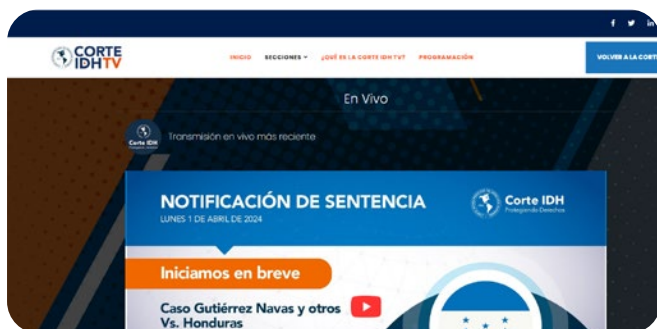 f in
CORTE
IDHTV
INICIO SECCIONES ¿QUÉ ES LA CORTE IDH TV? PROGRAMACIÓN
VOLVER A LA CORTE
En Vivo
Corte IDH
Transmisión en vivo más reciente
NOTIFICACIÓN DE SENTENCIA
LUNES 1 DE ABRIL DE 2024
Corte IDH
Protegiendo Derechos
Iniciamos en breve
Caso Gutiérrez Navas y otros
Vs. Honduras